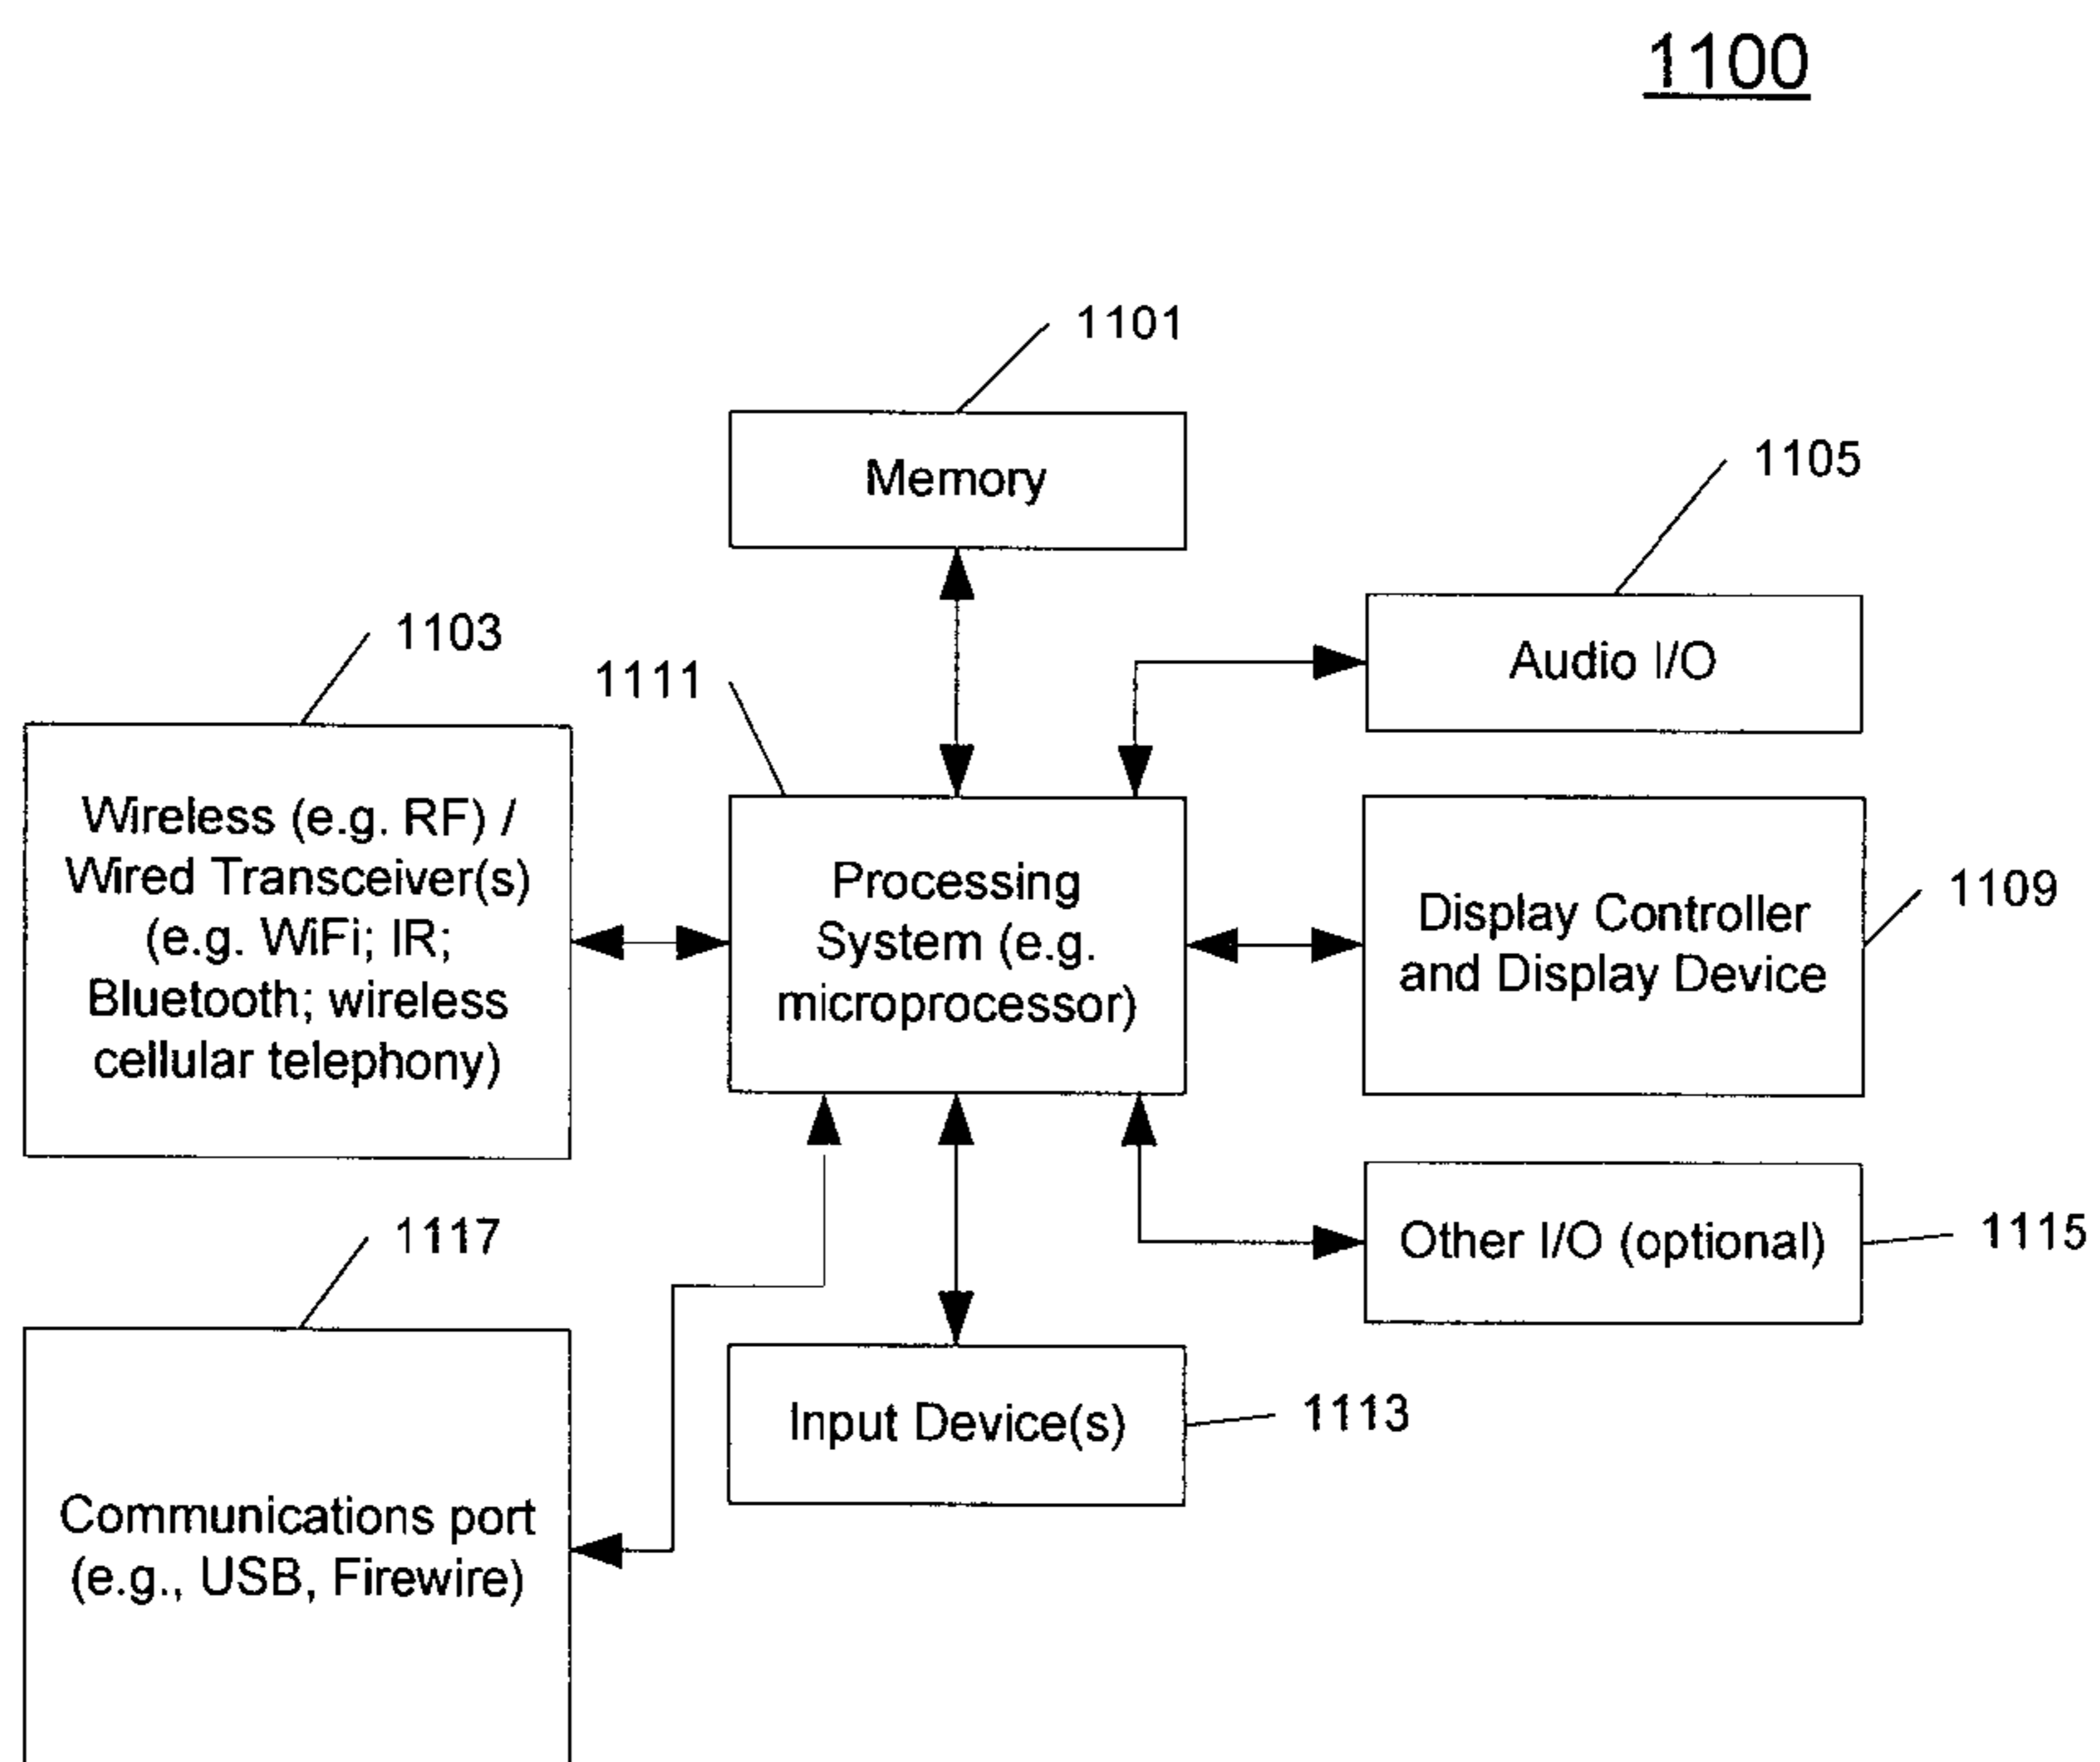 1100
1101
Memory
1105
Audio I/O
1103
1111
Wireless (e.g. RF) /
Wired Transceiver(s)
(e.g. WiFi; IR;
Bluetooth; wireless
cellular telephony)
Processing
System (e.g.
microprocessor)
Display Controller
and Display Device
1109
1117
Other I/O (optional)
1115
Input Device(s)
1113
Communications port
(e.g., USB, Firewire)